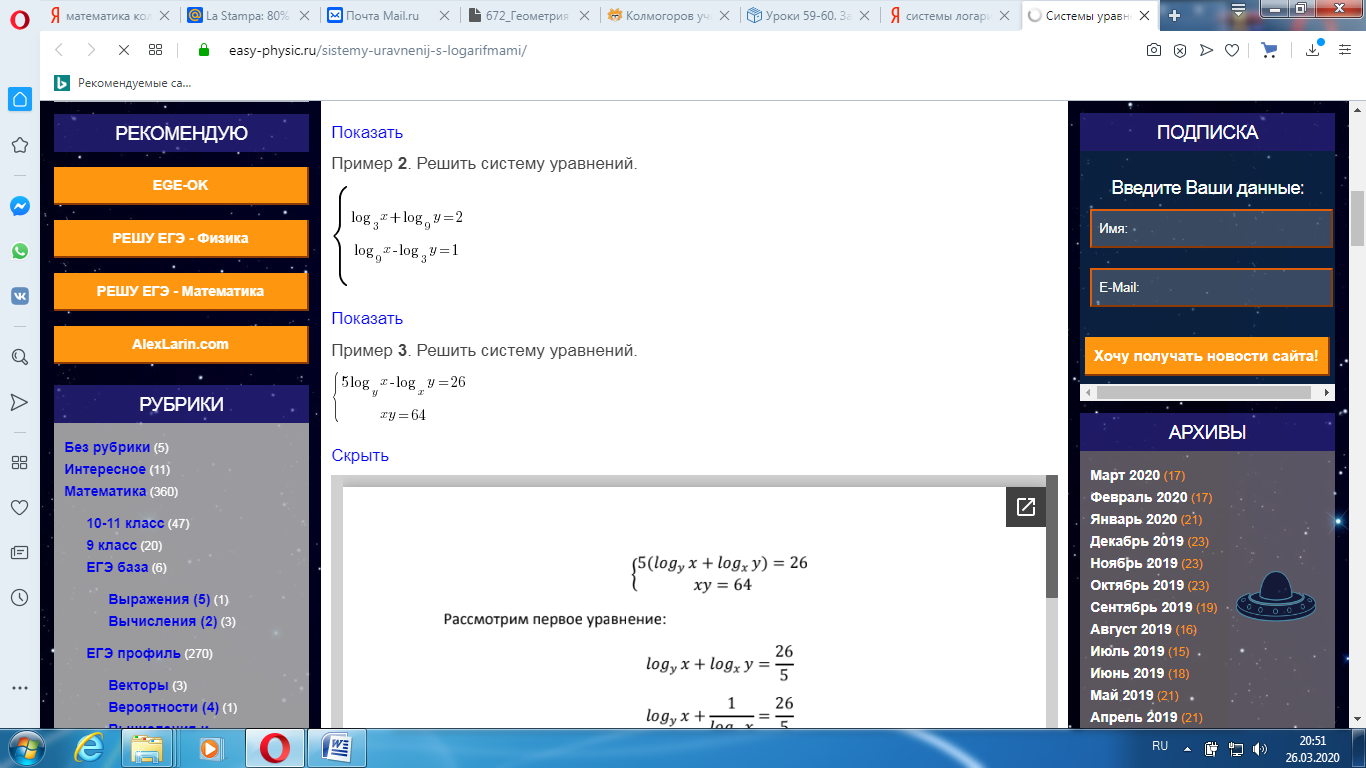 математика кол
La Stampa: 80%
Почта Mail.ru
672_Геометрия
Колмогоров уч
Уроки 59-60. За
системы логари
Системы уравн
easy-physic.ru/sistemy-uravnenij-s-logarifmami/
Рекомендуемые са...
РЕКОМЕНДУЮ
EGE-OK
РЕШУ ЕГЭ - Физика
РЕШУ ЕГЭ - Математика
AlexLarin.com
РУБРИКИ
Без рубрики (5)
Интересное (11)
Математика (360)
10-11 класс (47)
9 класс (20)
ЕГЭ база (6)
Выражения (5) (1)
Вычисления (2) (3)
ЕГЭ профиль (270)
Векторы (3)
Вероятности (4) (1)
Показать
Пример 2. Решить систему уравнений.
log₃x+log₉y=2
log₉x-log₃y=1
Показать
Пример 3. Решить систему уравнений.
5log_y x-log_x y=26
xy=64
Скрыть
5(log_y x + log_x y) = 26
xy = 64
Рассмотрим первое уравнение:
log_y x + log_x y = 26/5
log_y x + 1/log_y x = 26/5
ПОДПИСКА
Введите Ваши данные:
Имя:
E-Mail:
Хочу получать новости сайта!
АРХИВЫ
Март 2020 (17)
Февраль 2020 (17)
Январь 2020 (21)
Декабрь 2019 (23)
Ноябрь 2019 (23)
Октябрь 2019 (23)
Сентябрь 2019 (19)
Август 2019 (16)
Июль 2019 (15)
Июнь 2019 (18)
Май 2019 (21)
Апрель 2019 (21)
RU
20:51
26.03.2020